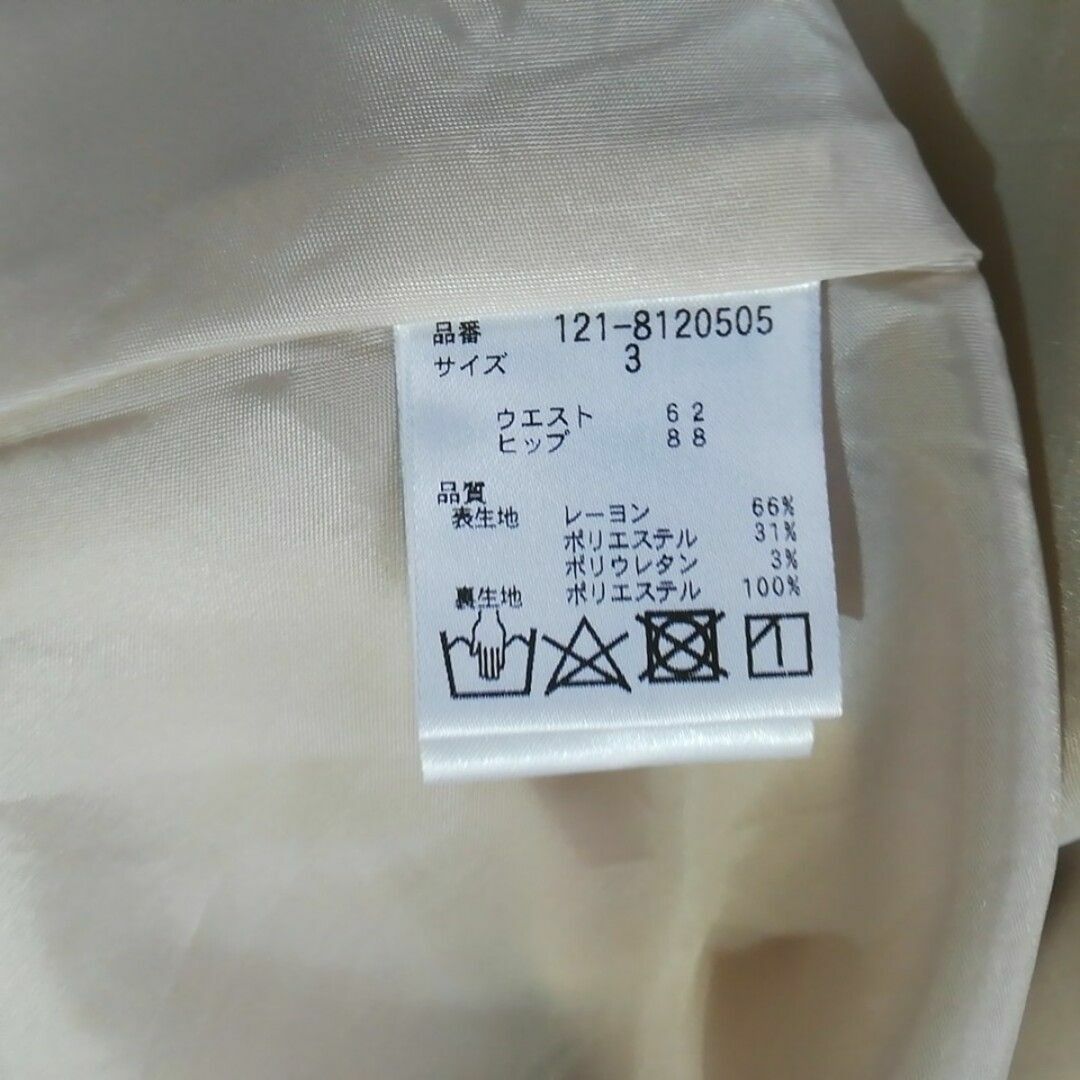 品番 121-8120505
サイズ 3
ウエスト 62
ヒップ 88
品質
表生地 レーヨン 66%
ポリエステル 31%
ポリウレタン 3%
裏生地 ポリエステル 100%